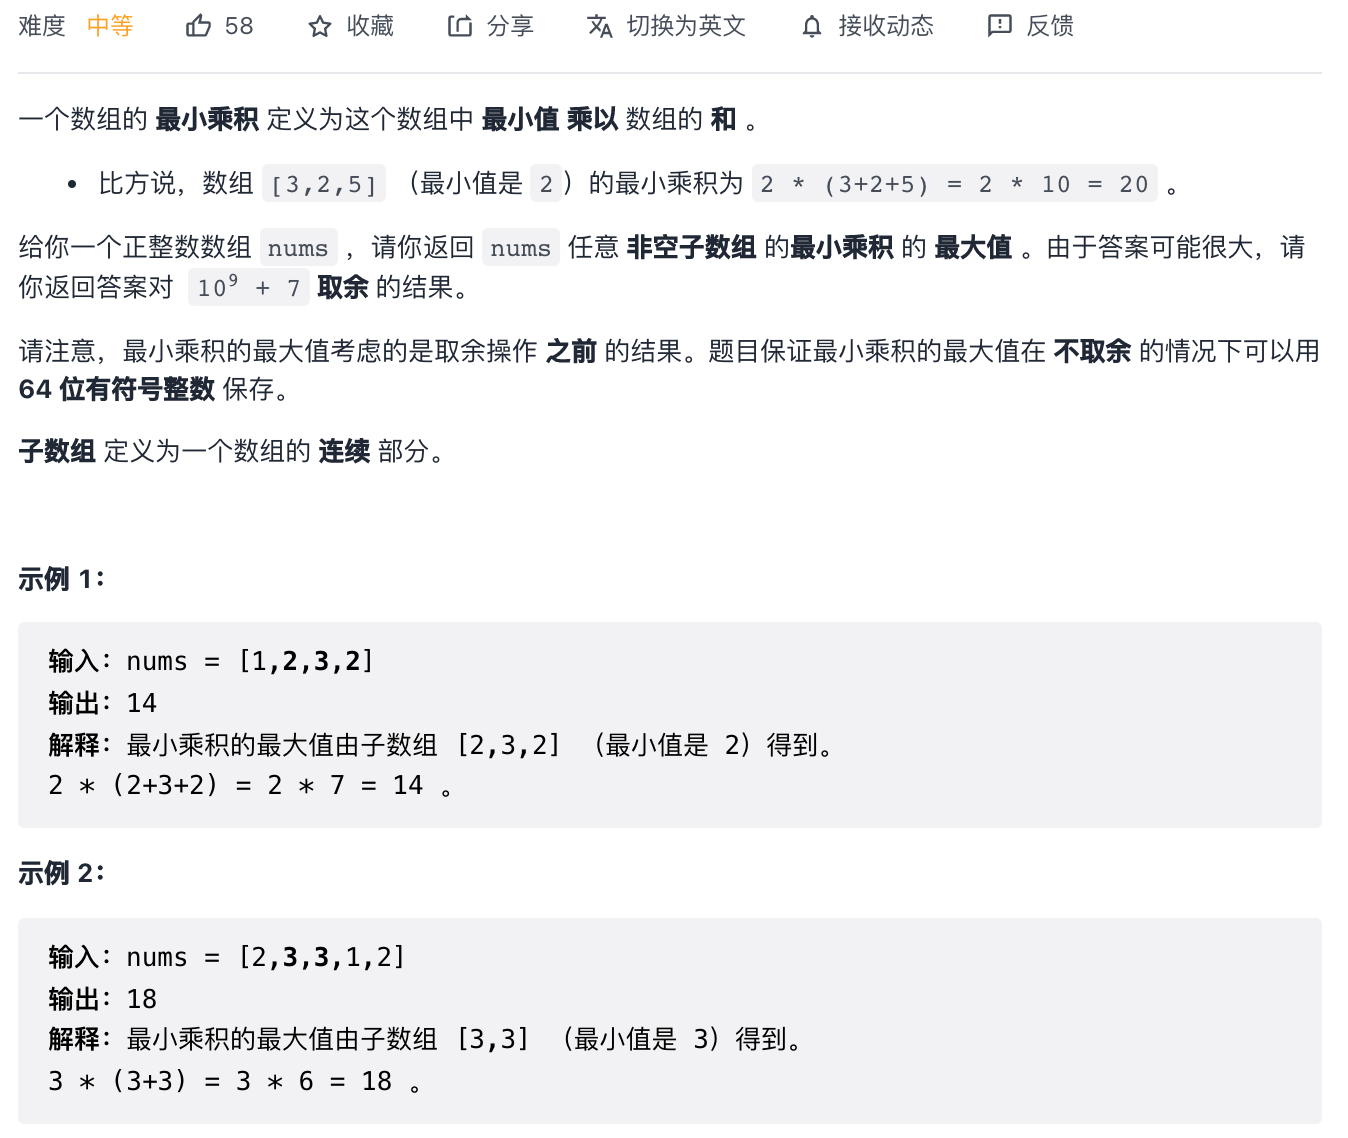 难度 中等 58 收藏 分享 切换为英文 接收动态 反馈
一个数组的 最小乘积 定义为这个数组中 最小值 乘以 数组的 和 。
• 比方说，数组 [3,2,5] （最小值是 2）的最小乘积为 2 * (3+2+5) = 2 * 10 = 20 。
给你一个正整数数组 nums ，请你返回 nums 任意 非空子数组 的最小乘积 的 最大值 。由于答案可能很大，请
你返回答案对 10⁹ + 7 取余 的结果。
请注意，最小乘积的最大值考虑的是取余操作 之前 的结果。题目保证最小乘积的最大值在 不取余 的情况下可以用
64 位有符号整数 保存。
子数组 定义为一个数组的 连续 部分。
示例 1：
输入：nums = [1,2,3,2]
输出：14
解释：最小乘积的最大值由子数组 [2,3,2] （最小值是 2）得到。
2 * (2+3+2) = 2 * 7 = 14 。
示例 2：
输入：nums = [2,3,3,1,2]
输出：18
解释：最小乘积的最大值由子数组 [3,3] （最小值是 3）得到。
3 * (3+3) = 3 * 6 = 18 。